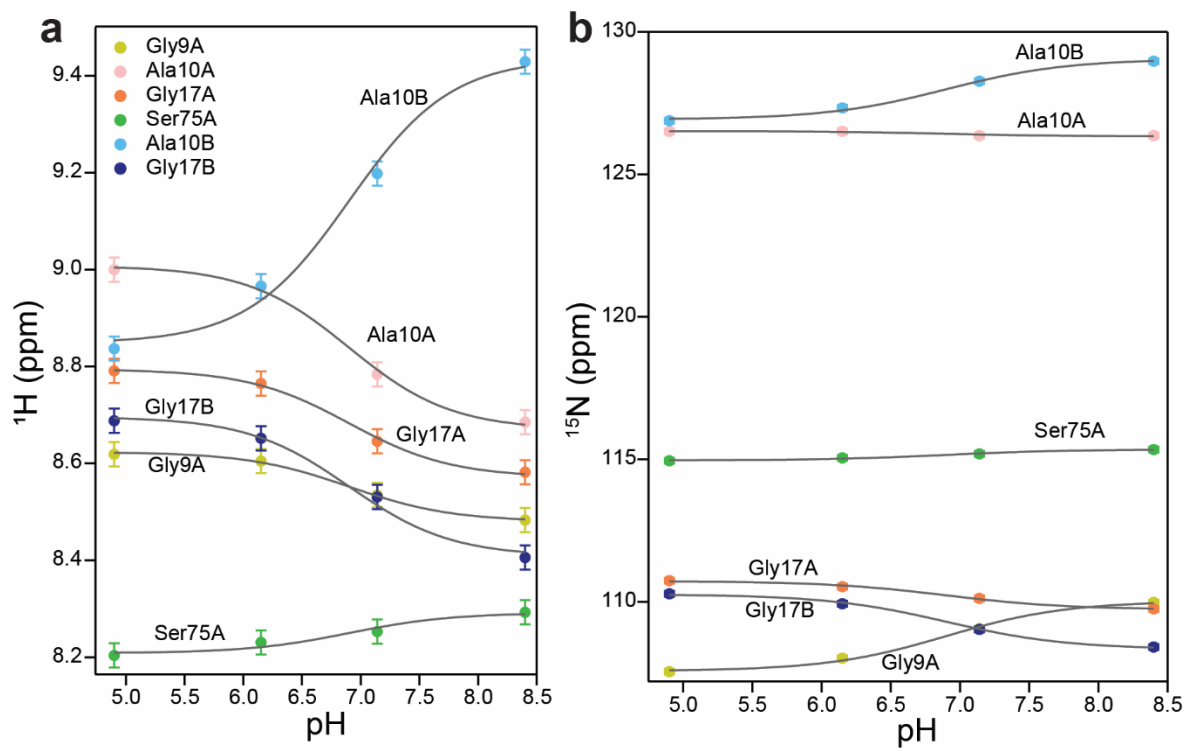 a
Gly9A
Ala10A
Gly17A
Ser75A
Ala10B
Gly17B
9.4
9.2
9.0
8.8
8.6
8.4
8.2
¹H (ppm)
Ala10B
Ala10A
Gly17B
Gly17A
Gly9A
Ser75A
5.0 5.5 6.0 6.5 7.0 7.5 8.0 8.5
pH
b
130
125
120
115
110
¹⁵N (ppm)
Ala10B
Ala10A
Ser75A
Gly17A
Gly17B
Gly9A
5.0 5.5 6.0 6.5 7.0 7.5 8.0 8.5
pH